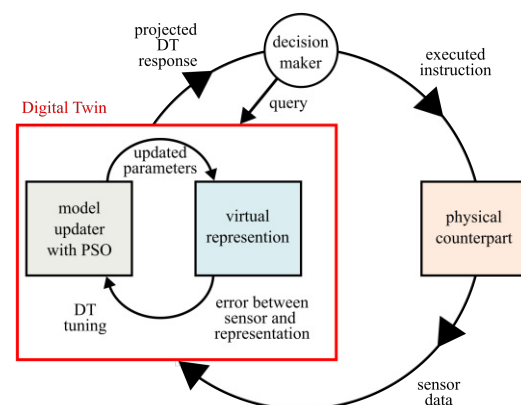 projected
DT
response
decision
maker
executed
instruction
query
Digital Twin
updated
parameters
model
updater
with PSO
virtual
represention
physical
counterpart
DT
tuning
error between
sensor and
representation
sensor
data